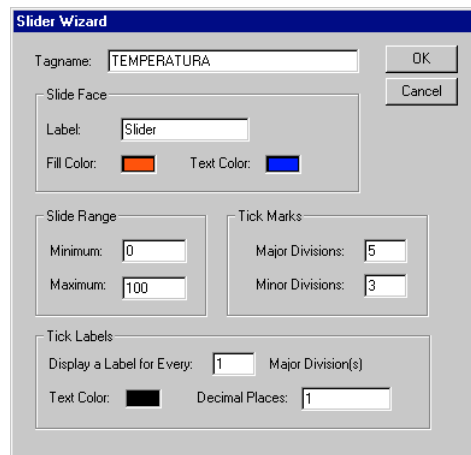 Slider Wizard
Tagname: TEMPERATURA
OK
Cancel
Slide Face
Label: Slider
Fill Color: Text Color:
Slide Range
Minimum: 0
Maximum: 100
Tick Marks
Major Divisions: 5
Minor Divisions: 3
Tick Labels
Display a Label for Every: 1 Major Division(s)
Text Color: Decimal Places: 1